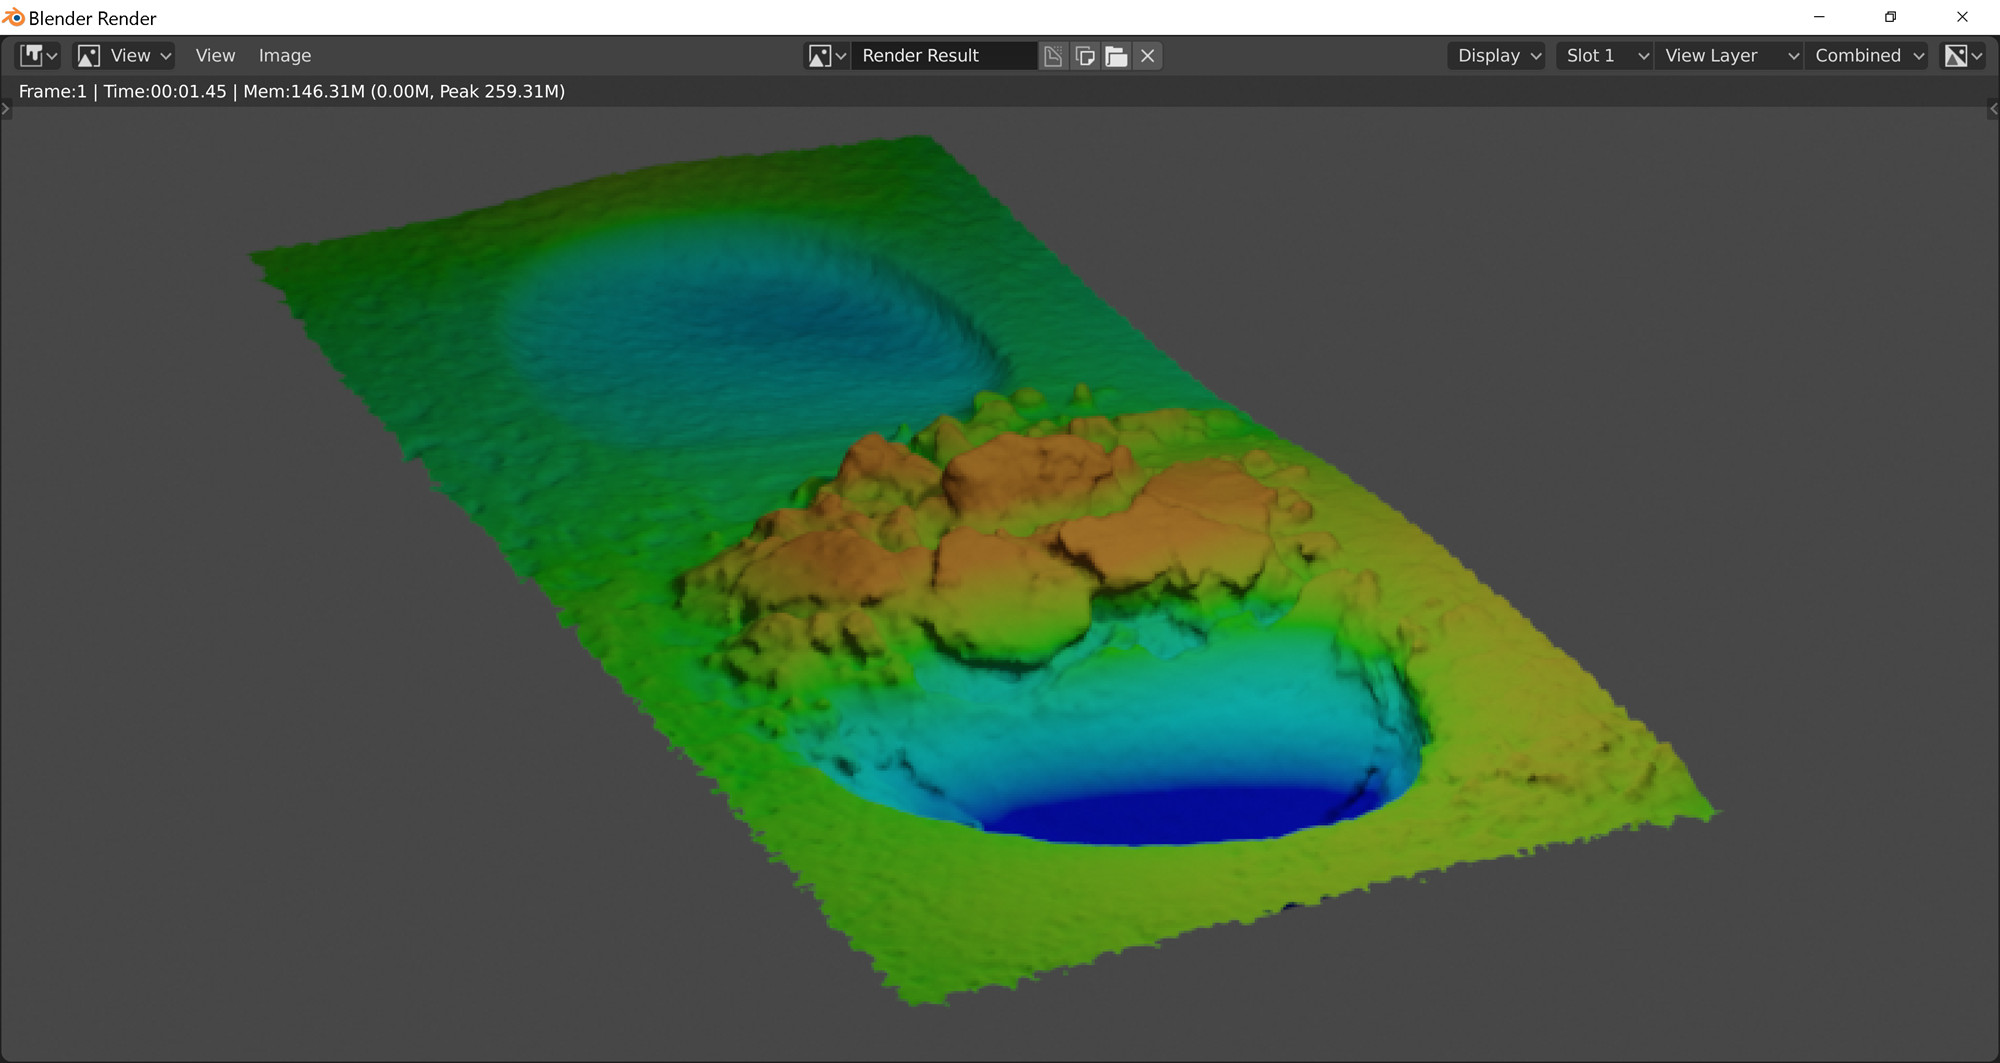 Blender Render
View View Image Render Result Display Slot 1 View Layer Combined
Frame:1 | Time:00:01.45 | Mem:146.31M (0.00M, Peak 259.31M)